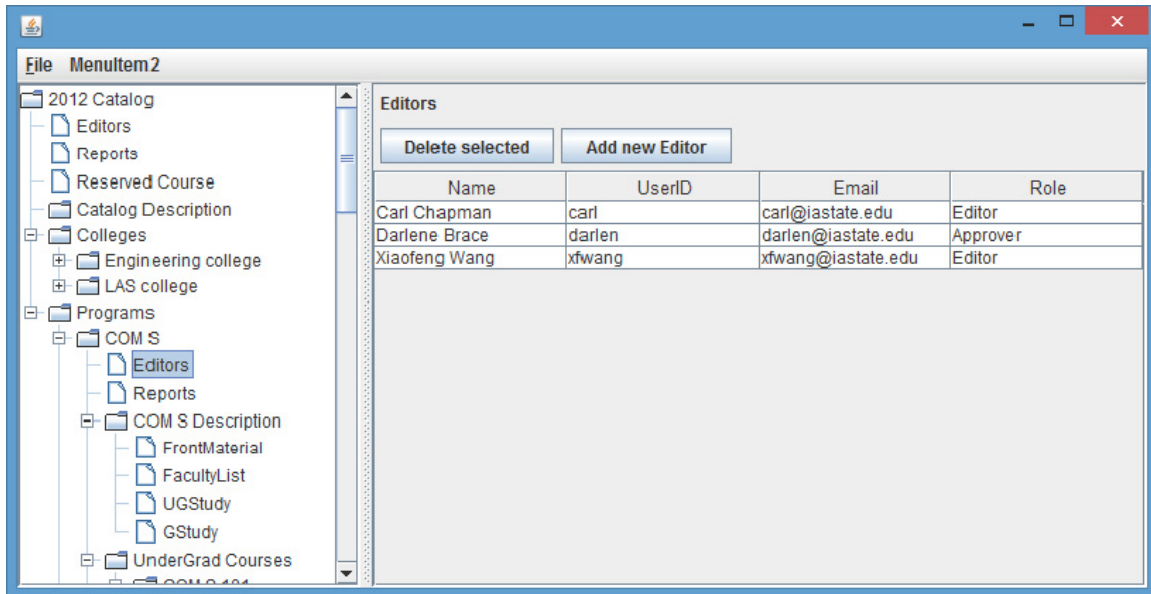 File MenuItem2
2012 Catalog
Editors
Reports
Reserved Course
Catalog Description
Colleges
Engineering college
LAS college
Programs
COM S
Editors
Reports
COM S Description
FrontMaterial
FacultyList
UGStudy
GStudy
UnderGrad Courses
Editors
Delete selected Add new Editor
Name UserID Email Role
Carl Chapman carl carl@iastate.edu Editor
Darlene Brace darlen darlen@iastate.edu Approver
Xiaofeng Wang xfwang xfwang@iastate.edu Editor